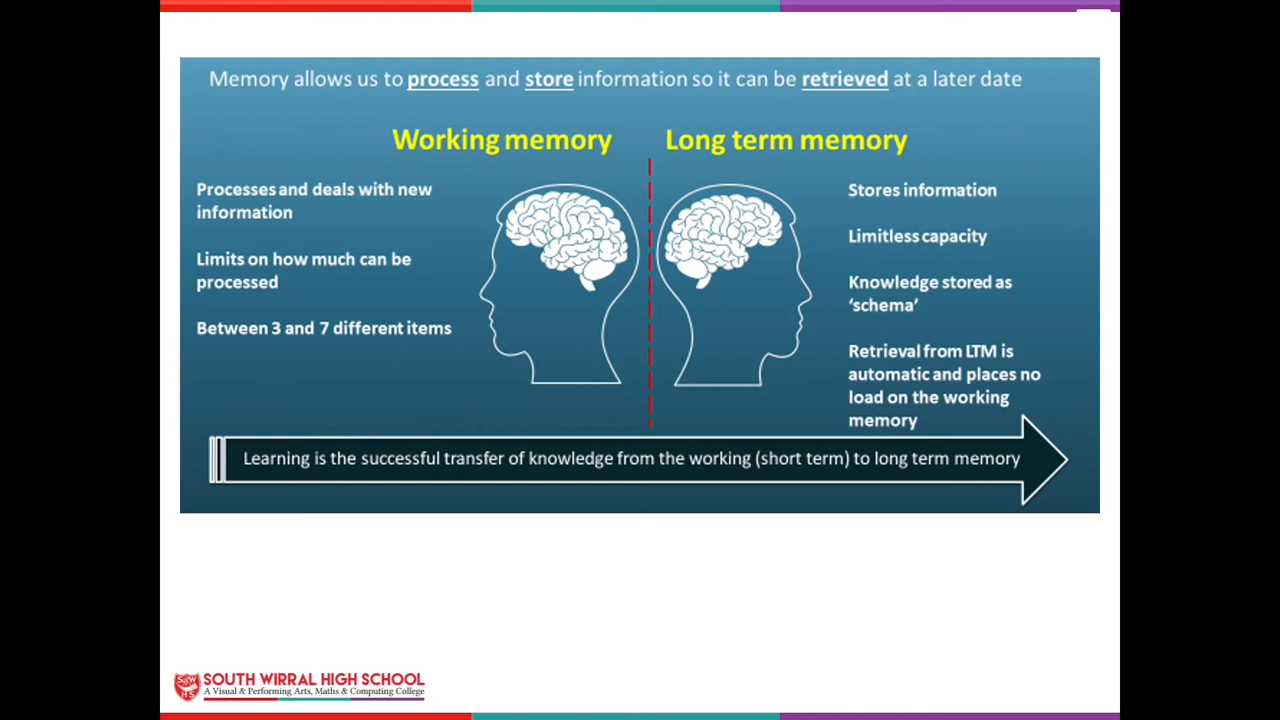 Memory allows us to process and store information so it can be retrieved at a later date
Working memory
Processes and deals with new
information
Limits on how much can be
processed
Between 3 and 7 different items
Long term memory
Stores information
Limitless capacity
Knowledge stored as
‘schema’
Retrieval from LTM is
automatic and places no
load on the working
memory
Learning is the successful transfer of knowledge from the working (short term) to long term memory
SOUTH WIRRAL HIGH SCHOOL
A Visual & Performing Arts, Maths & Computing College